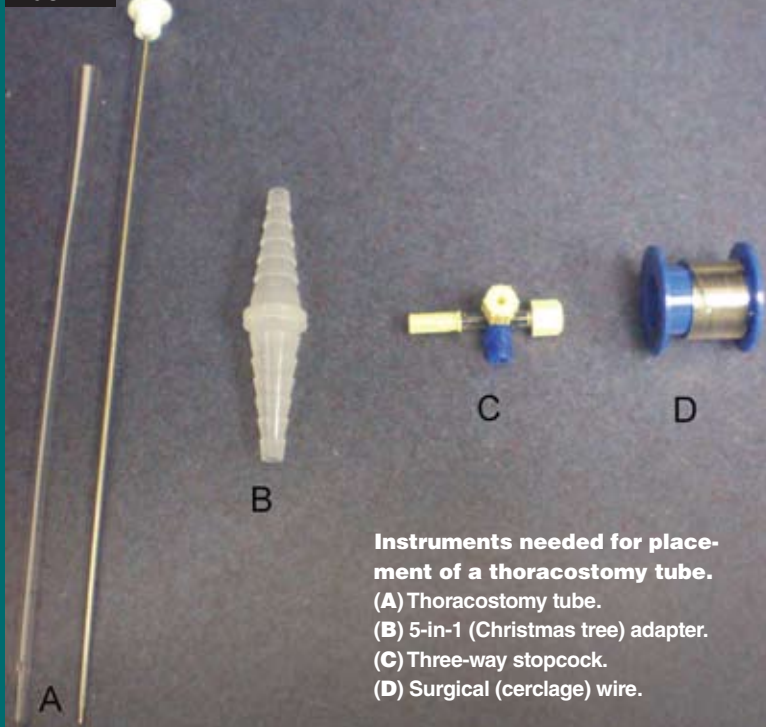 B
C
D
A
Instruments needed for place-
ment of a thoracostomy tube.
(A) Thoracostomy tube.
(B) 5-in-1 (Christmas tree) adapter.
(C) Three-way stopcock.
(D) Surgical (cerclage) wire.